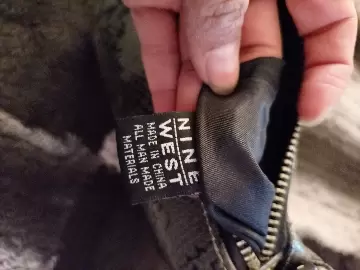 NINE
WEST
MADE IN CHINA
ALL MAN MADE
MATERIALS